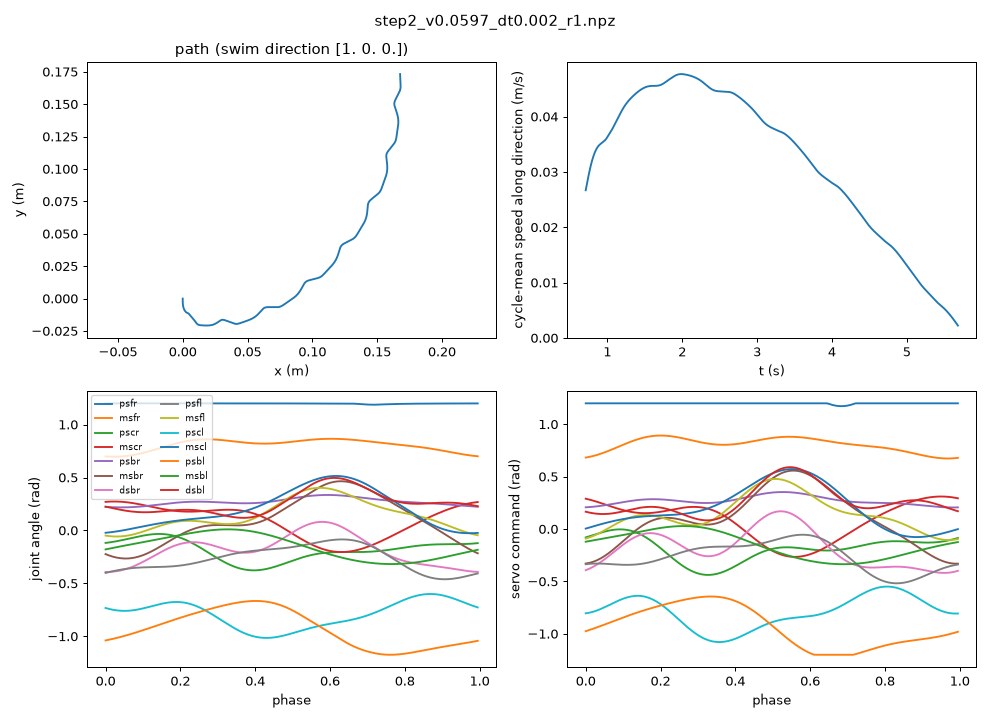 step2_v0.0597_dt0.002_r1.npz
path (swim direction [1. 0. 0.])
0.175
0.150
0.125
0.100
0.075
0.050
0.025
0.000
−0.025
y (m)
−0.05 0.00 0.05 0.10 0.15 0.20
x (m)
cycle-mean speed along direction (m/s)
0.04
0.03
0.02
0.01
0.00
1 2 3 4 5
t (s)
joint angle (rad)
1.0
0.5
0.0
−0.5
−1.0
psfr psfl
msfr msfl
pscr pscl
mscr mscl
psbr psbl
msbr msbl
dsbr dsbl
0.0 0.2 0.4 0.6 0.8 1.0
phase
servo command (rad)
1.0
0.5
0.0
−0.5
−1.0
0.0 0.2 0.4 0.6 0.8 1.0
phase